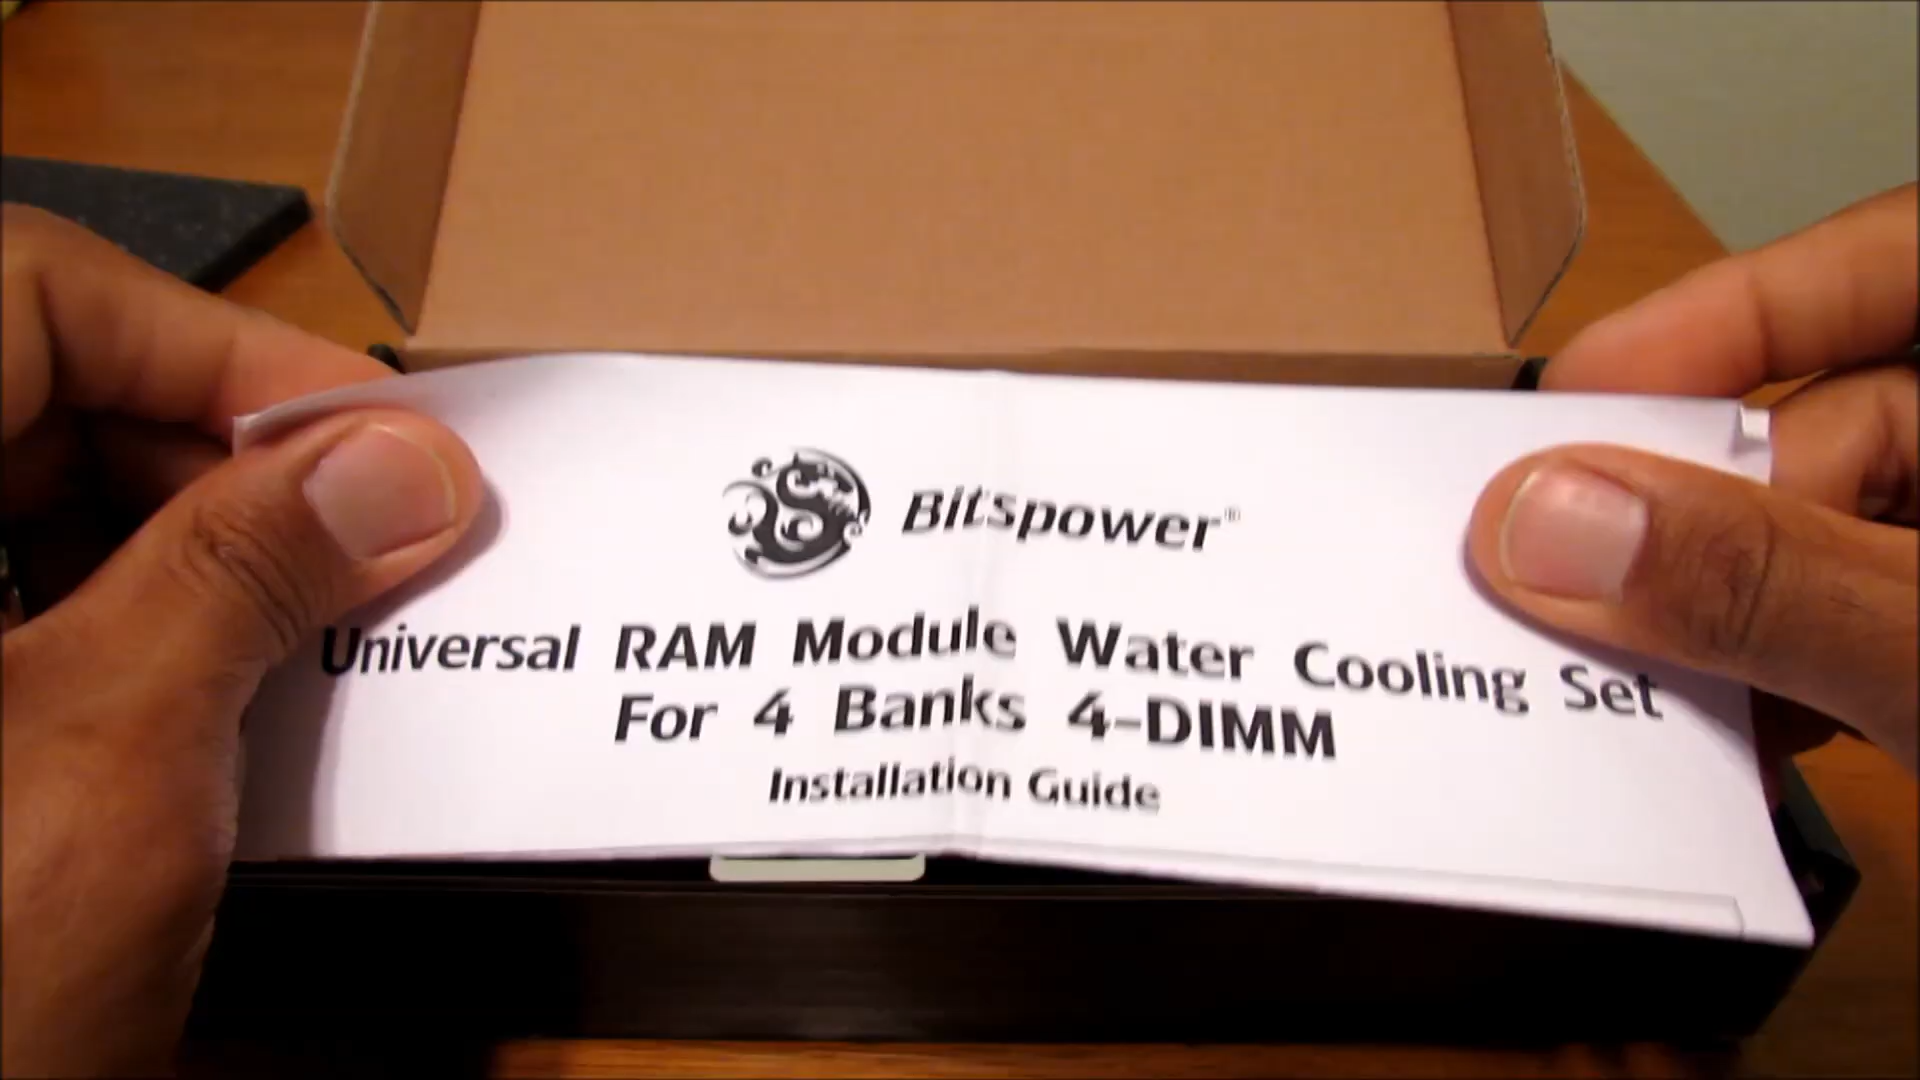 Bitspower®
Universal RAM Module Water Cooling Set
For 4 Banks 4-DIMM
Installation Guide